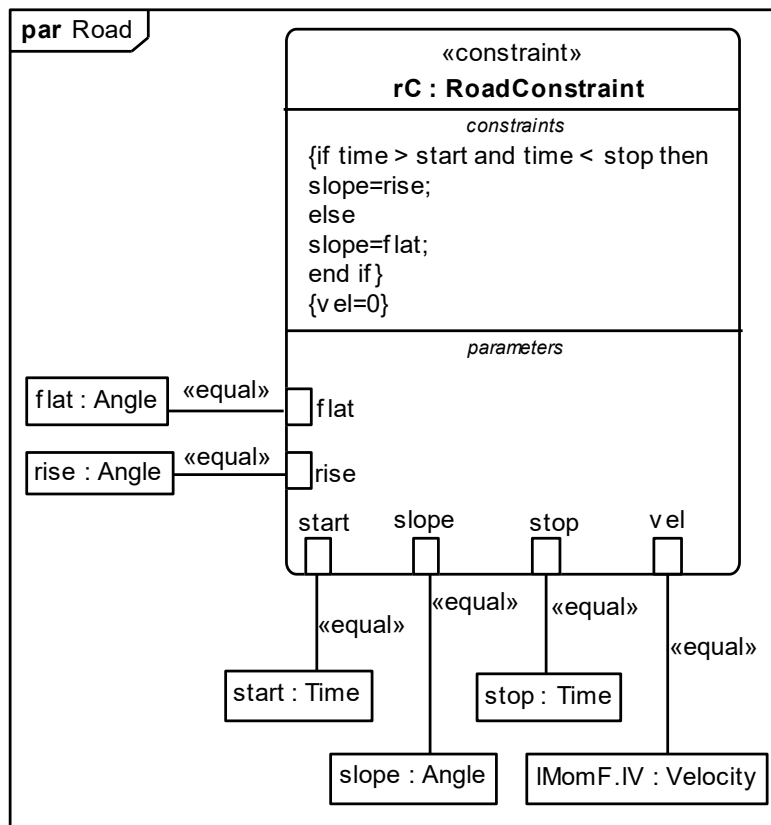 par Road
«constraint»
rC : RoadConstraint
constraints
{if time > start and time < stop then
slope=rise;
else
slope=flat;
end if}
{vel=0}
parameters
flat : Angle
«equal»
flat
rise : Angle
«equal»
rise
start
slope
stop
vel
«equal»
«equal»
«equal»
«equal»
start : Time
stop : Time
slope : Angle
lMomF.lV : Velocity